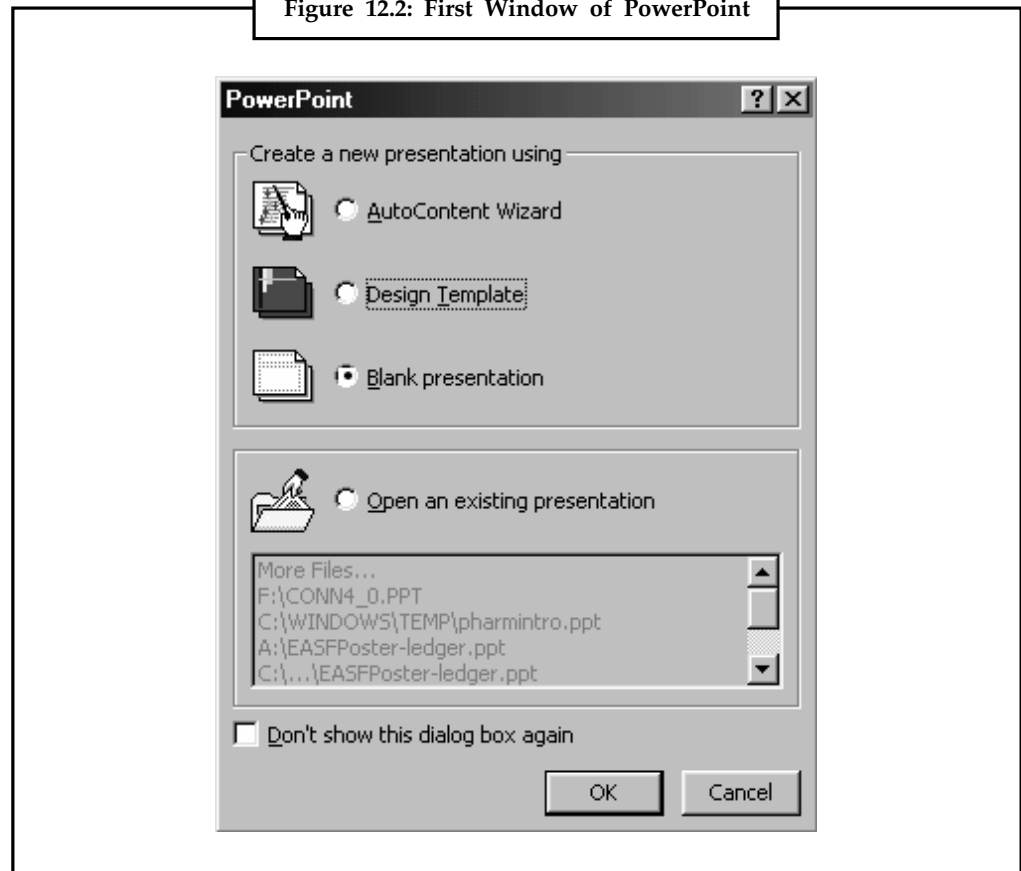 Figure 12.2: First Window of PowerPoint
PowerPoint
Create a new presentation using
AutoContent Wizard
Design Template
Blank presentation
Open an existing presentation
More Files...
F:\CONN4_0.PPT
C:\WINDOWS\TEMP\pharmintro.ppt
A:\EASFPoster-ledger.ppt
C:\...\EASFPoster-ledger.ppt
Don't show this dialog box again
OK Cancel